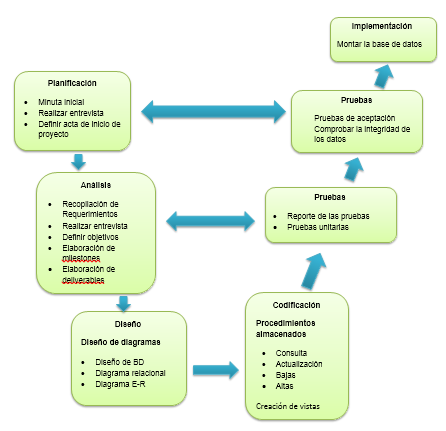 Implementación
Montar la base de datos
Planificación
Minuta inicial
Realizar entrevista
Definir acta de inicio de
proyecto
Pruebas
Pruebas de aceptación
Comprobar la integridad de
los datos
Análisis
Recopilación de
Requerimientos
Realizar entrevista
Definir objetivos
Elaboración de
milestones
Elaboración de
deliverables
Pruebas
Reporte de las pruebas
Pruebas unitarias
Diseño
Diseño de diagramas
Diseño de BD
Diagrama relacional
Diagrama E-R
Codificación
Procedimientos
almacenados
Consulta
Actualización
Bajas
Altas
Creación de vistas